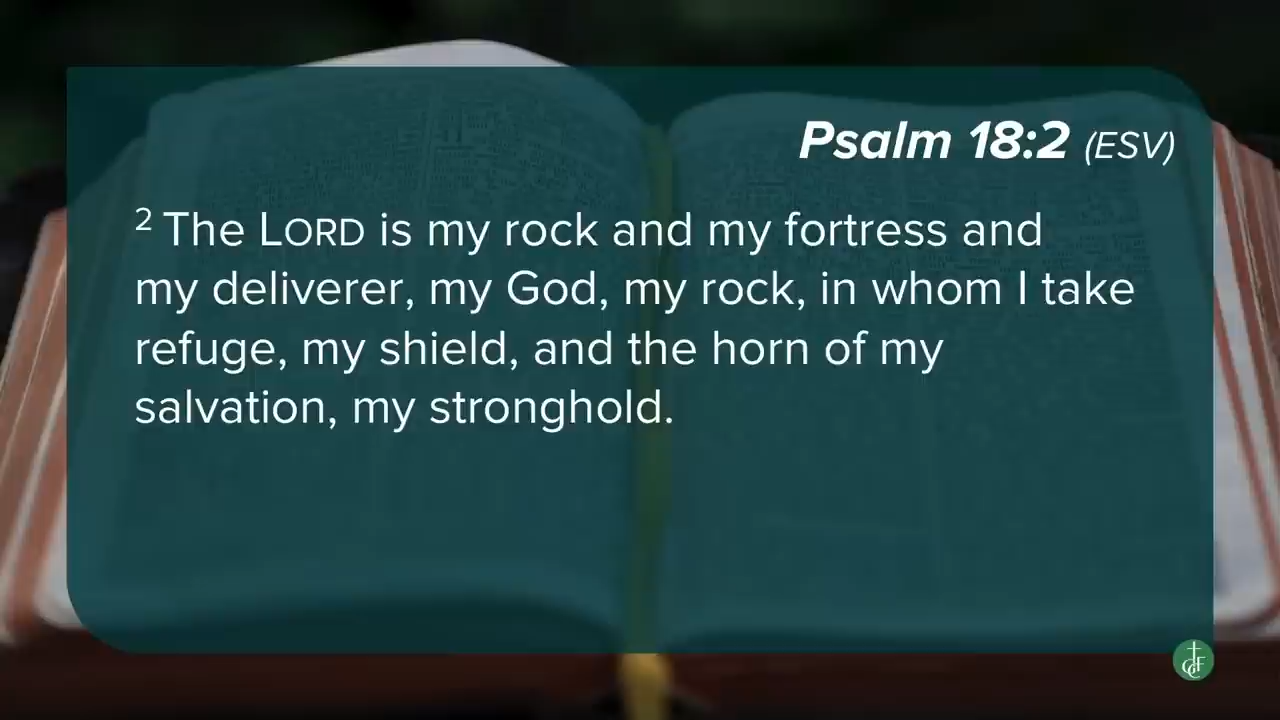 Psalm 18:2 (ESV)
2 The LORD is my rock and my fortress and
my deliverer, my God, my rock, in whom I take
refuge, my shield, and the horn of my
salvation, my stronghold.